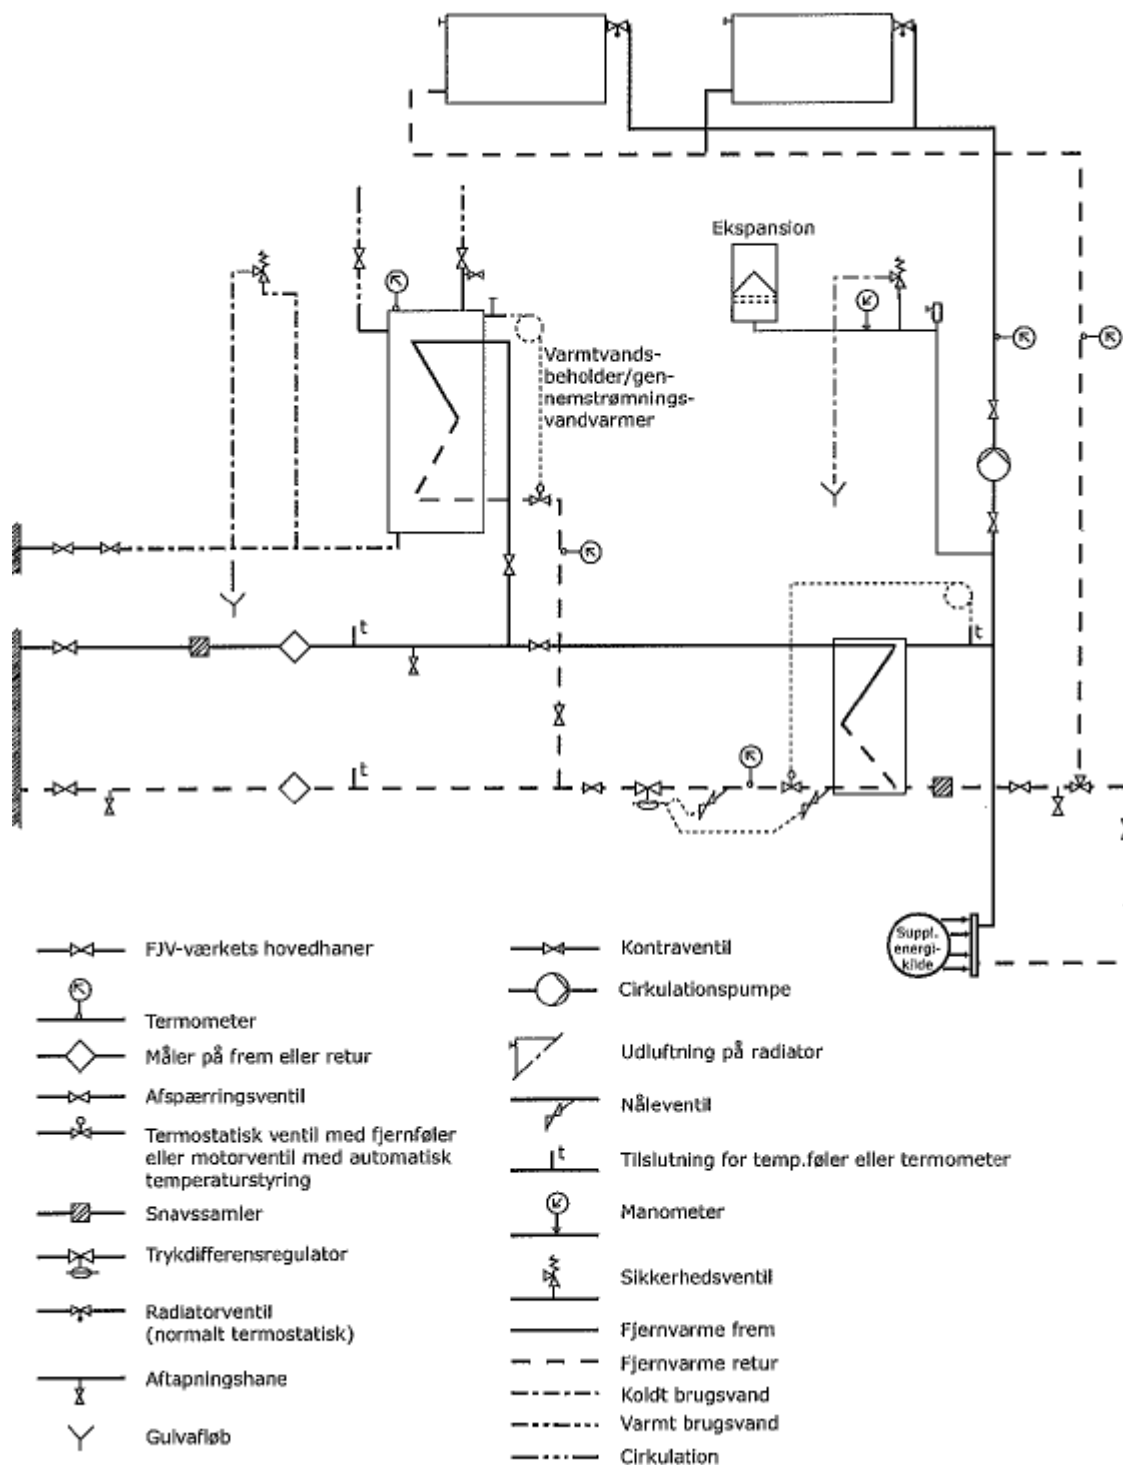 Ekspansion
Varmtvands-
beholder/gen-
nemstrømnings-
vandvarmer
t
t
t
Suppl.
energi-
kilde
FJV-værkets hovedhaner
Termometer
Måler på frem eller retur
Afspærringsventil
Termostatisk ventil med fjernføler
eller motorventil med automatisk
temperaturstyring
Snavssamler
Trykdifferensregulator
Radiatorventil
(normalt termostatisk)
Aftapningshane
Gulvafløb
Kontraventil
Cirkulationspumpe
Udluftning på radiator
Nåleventil
t
Tilslutning for temp.føler eller termometer
Manometer
Sikkerhedsventil
Fjernvarme frem
Fjernvarme retur
Koldt brugsvand
Varmt brugsvand
Cirkulation